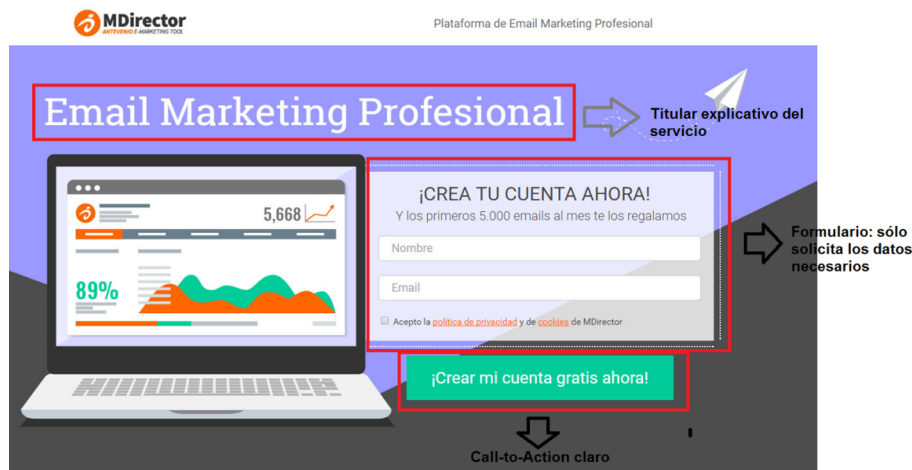 MDirector
ANTEVENIO E-MARKETING TOOL
Plataforma de Email Marketing Profesional
Email Marketing Profesional
Titular explicativo del
servicio
5,668
89%
¡CREA TU CUENTA AHORA!
Y los primeros 5.000 emails al mes te los regalamos
Nombre
Email
Acepto la política de privacidad y de cookies de MDirector
Formulario: sólo
solicita los datos
necesarios
¡Crear mi cuenta gratis ahora!
Call-to-Action claro